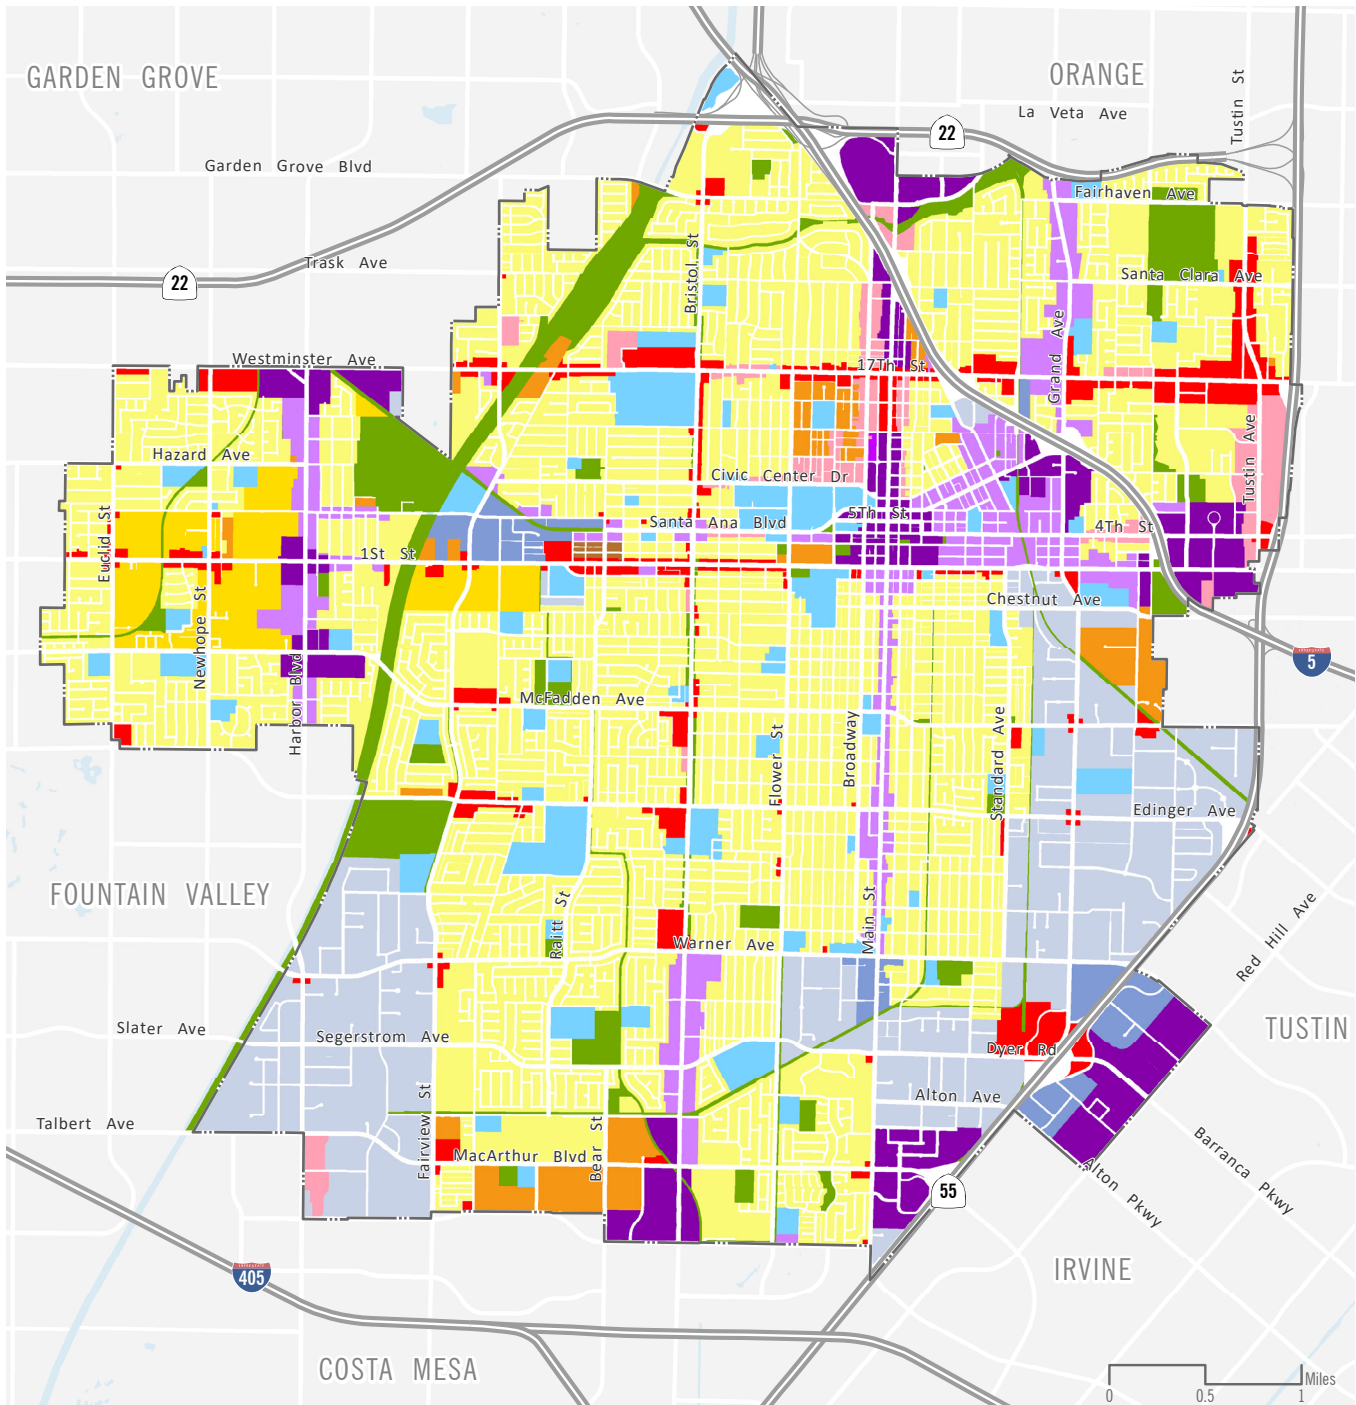 GARDEN GROVE
ORANGE
Tustin St
La Veta Ave
22
Garden Grove Blvd
Fairhaven Ave
Trask Ave
Bristol St
Santa Clara Ave
22
Grand Ave
Westminster Ave
17Th St
Hazard Ave
Civic Center Dr
Tustin Ave
Euclid St
Santa Ana Blvd
5Th St
4Th St
1St St
Newhope St
Chestnut Ave
Harbor Blvd
5
McFadden Ave
Flower St
Broadway
Standard Ave
Edinger Ave
FOUNTAIN VALLEY
Raitt St
Main St
Warner Ave
Red Hill Ave
Slater Ave
Segerstrom Ave
Dyer Rd
TUSTIN
Fairview St
Alton Ave
Talbert Ave
Bear St
MacArthur Blvd
Barranca Pkwy
Alton Pkwy
55
405
IRVINE
COSTA MESA
Miles
0 0.5 1